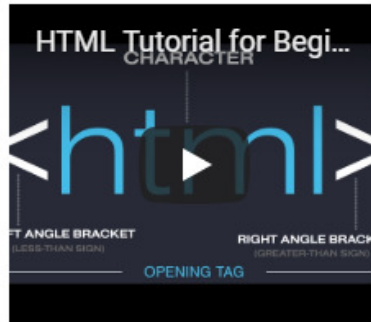 HTML Tutorial for Begi...
CHARACTER
<html>
FT ANGLE BRACKET
RIGHT ANGLE BRACK
(LESS-THAN SIGN)
(GREATER-THAN SIGN)
OPENING TAG